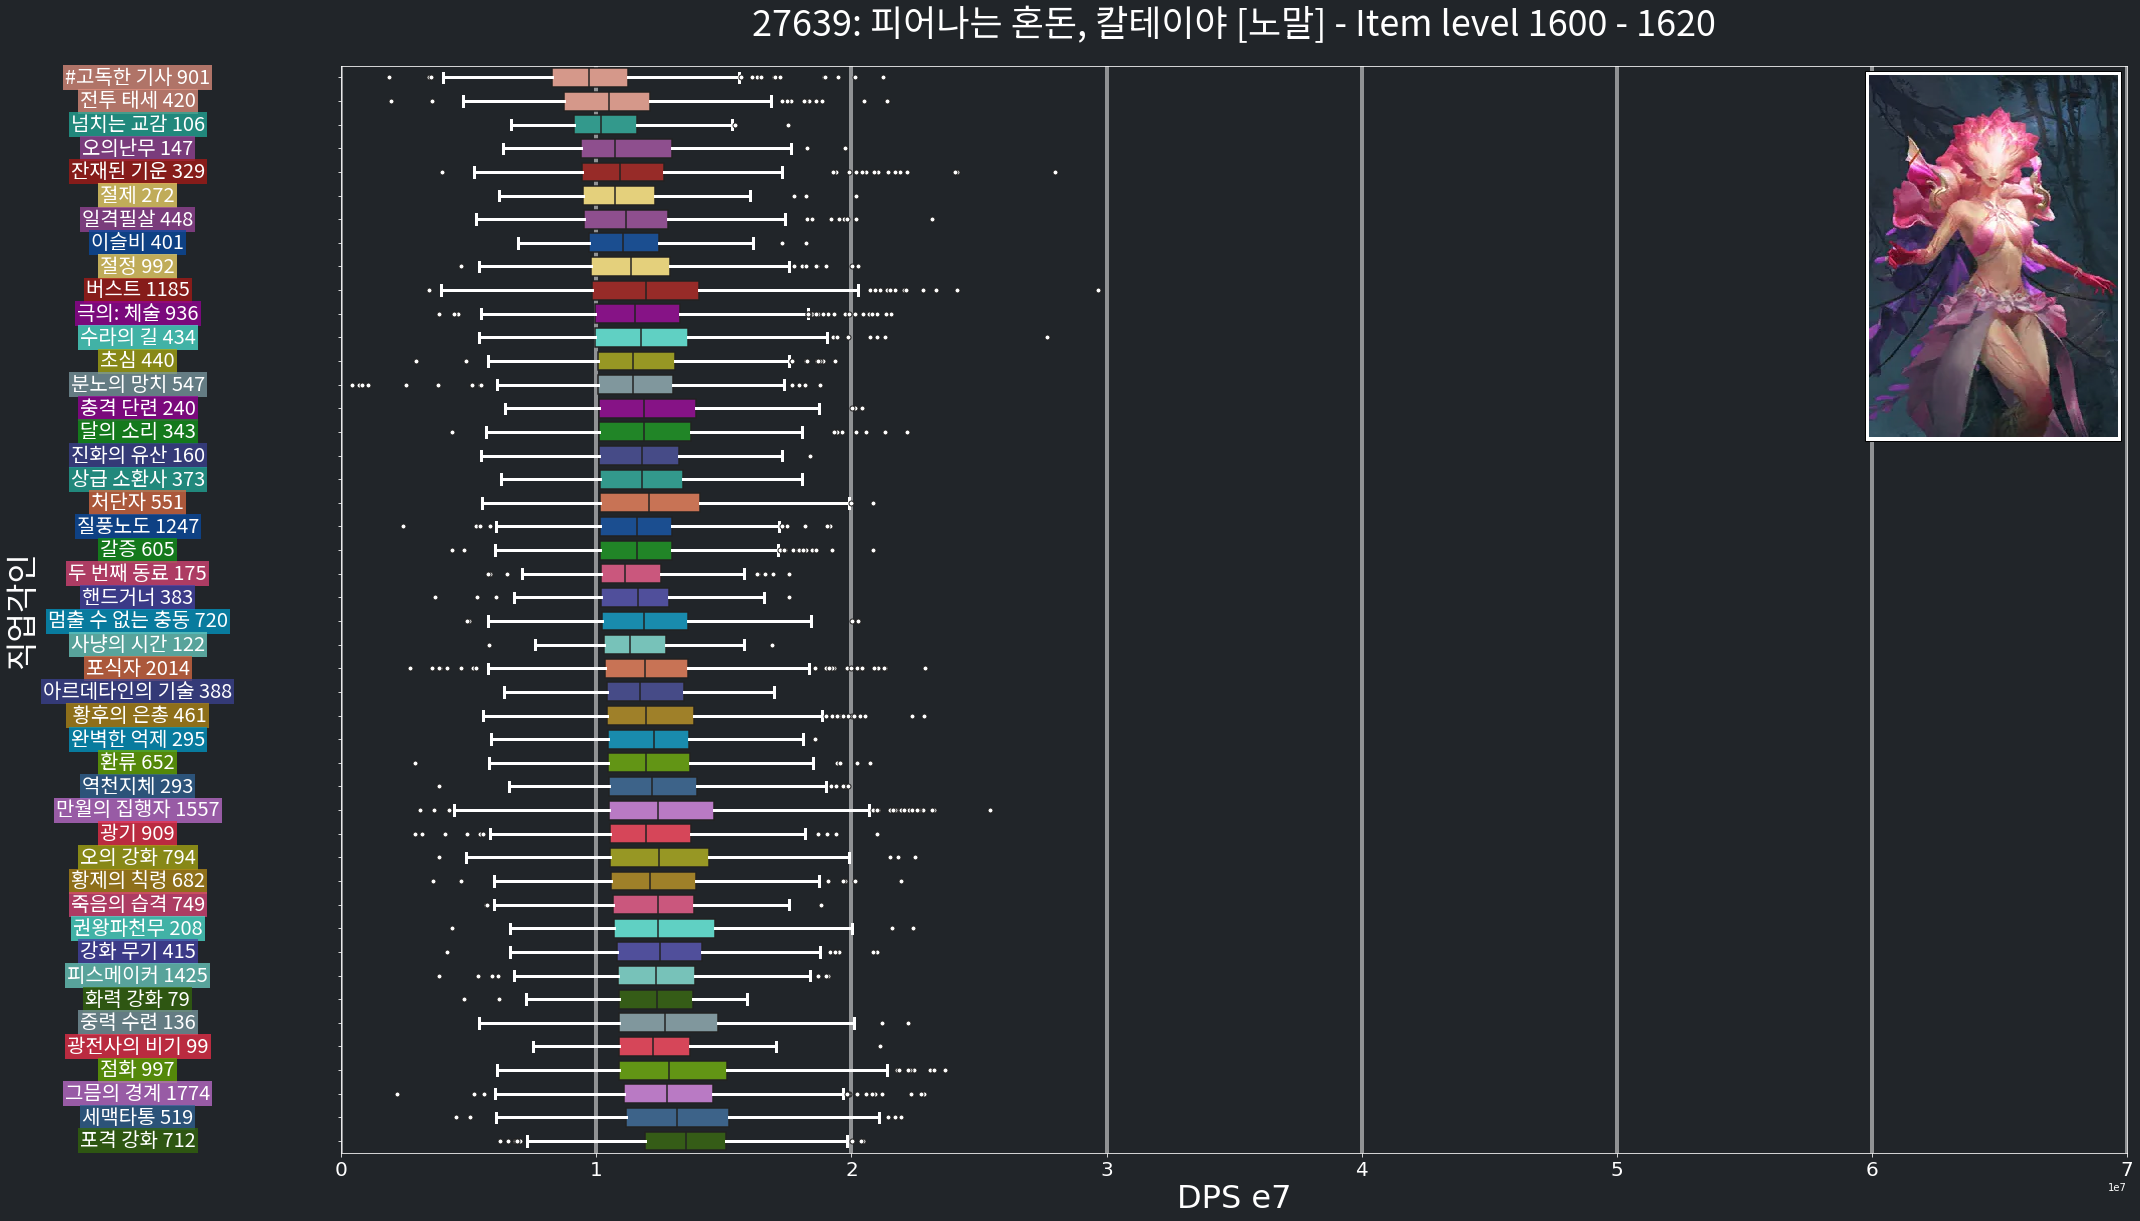 27639: 피어나는 혼돈, 칼테이야 [노말] - Item level 1600 - 1620
#고독한 기사 901
전투 태세 420
넘치는 교감 106
오의난무 147
잔재된 기운 329
절제 272
일격필살 448
이슬비 401
절정 992
버스트 1185
극의: 체술 936
수라의 길 434
초심 440
분노의 망치 547
충격 단련 240
달의 소리 343
진화의 유산 160
상급 소환사 373
처단자 551
질풍노도 1247
갈증 605
두 번째 동료 175
핸드거너 383
멈출 수 없는 충동 720
사냥의 시간 122
포식자 2014
아르데타인의 기술 388
황후의 은총 461
완벽한 억제 295
환류 652
역천지체 293
만월의 집행자 1557
광기 909
오의 강화 794
황제의 칙령 682
죽음의 습격 749
권왕파천무 208
강화 무기 415
피스메이커 1425
화력 강화 79
중력 수련 136
광전사의 비기 99
점화 997
그믐의 경계 1774
세맥타통 519
포격 강화 712
직업각인
0 1 2 3 4 5 6 7
1e7
DPS e7